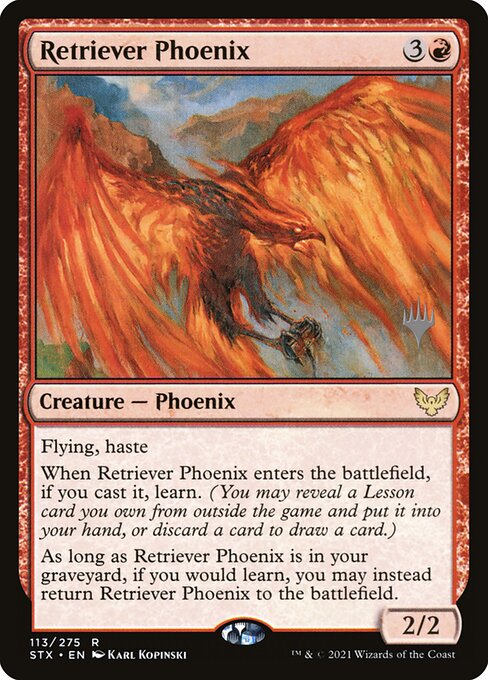 Retriever Phoenix 3
Creature — Phoenix
Flying, haste
When Retriever Phoenix enters the battlefield,
if you cast it, learn. (You may reveal a Lesson
card you own from outside the game and put it into
your hand, or discard a card to draw a card.)
As long as Retriever Phoenix is in your
graveyard, if you would learn, you may instead
return Retriever Phoenix to the battlefield.
2/2
113/275 R
STX • EN Karl Kopinski ™ & © 2021 Wizards of the Coast